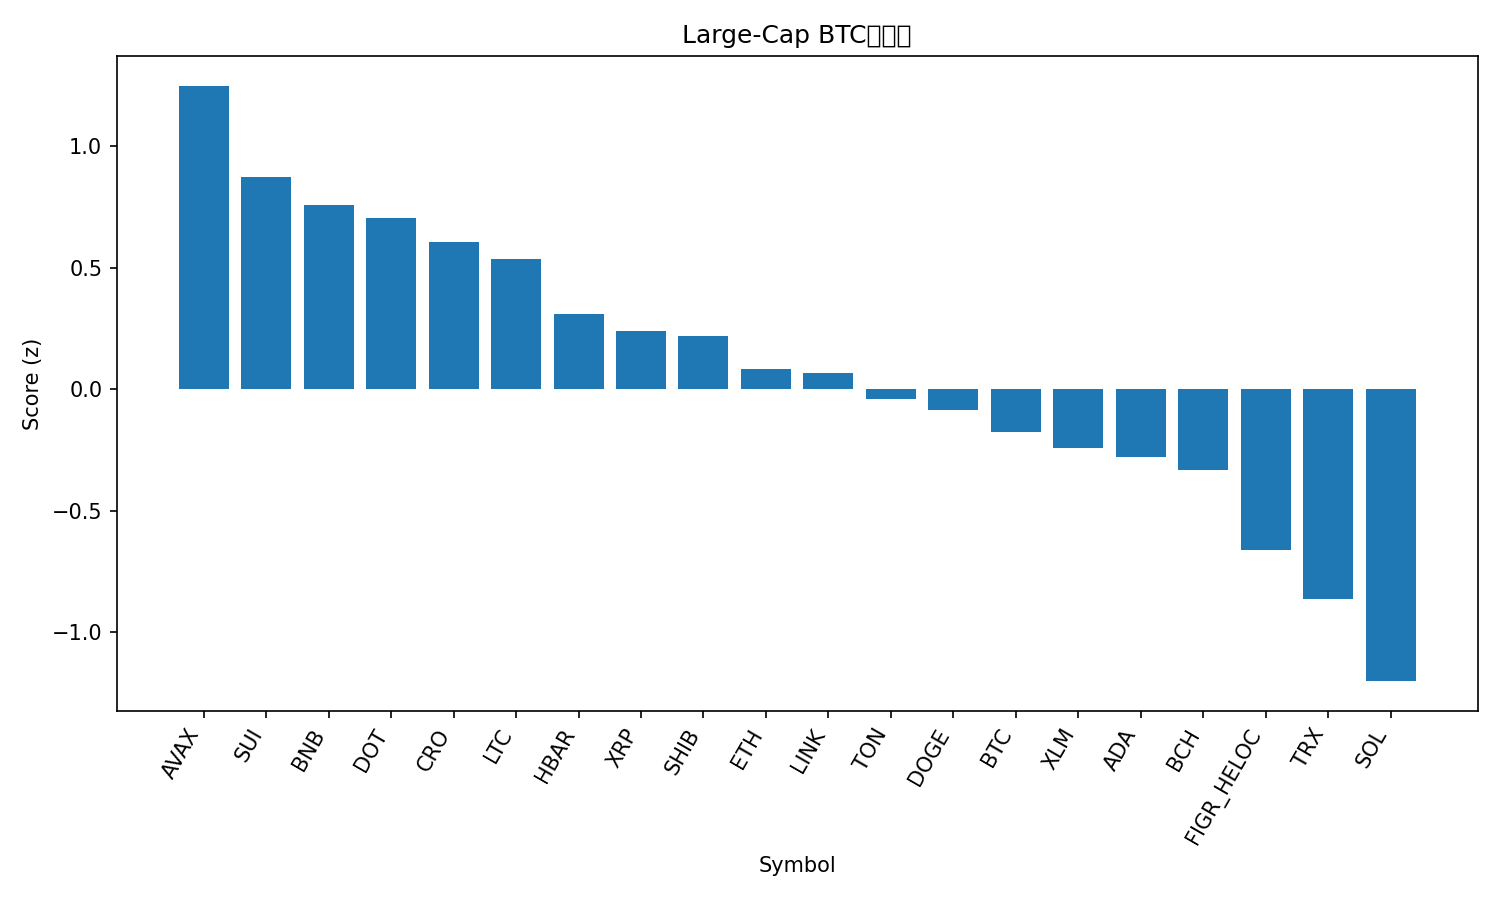 Large-Cap BTC
Score (z)
1.0
0.5
0.0
−0.5
−1.0
AVAX
SUI
BNB
DOT
CRO
LTC
HBAR
XRP
SHIB
ETH
LINK
TON
DOGE
BTC
XLM
ADA
BCH
FIGR_HELOC
TRX
SOL
Symbol